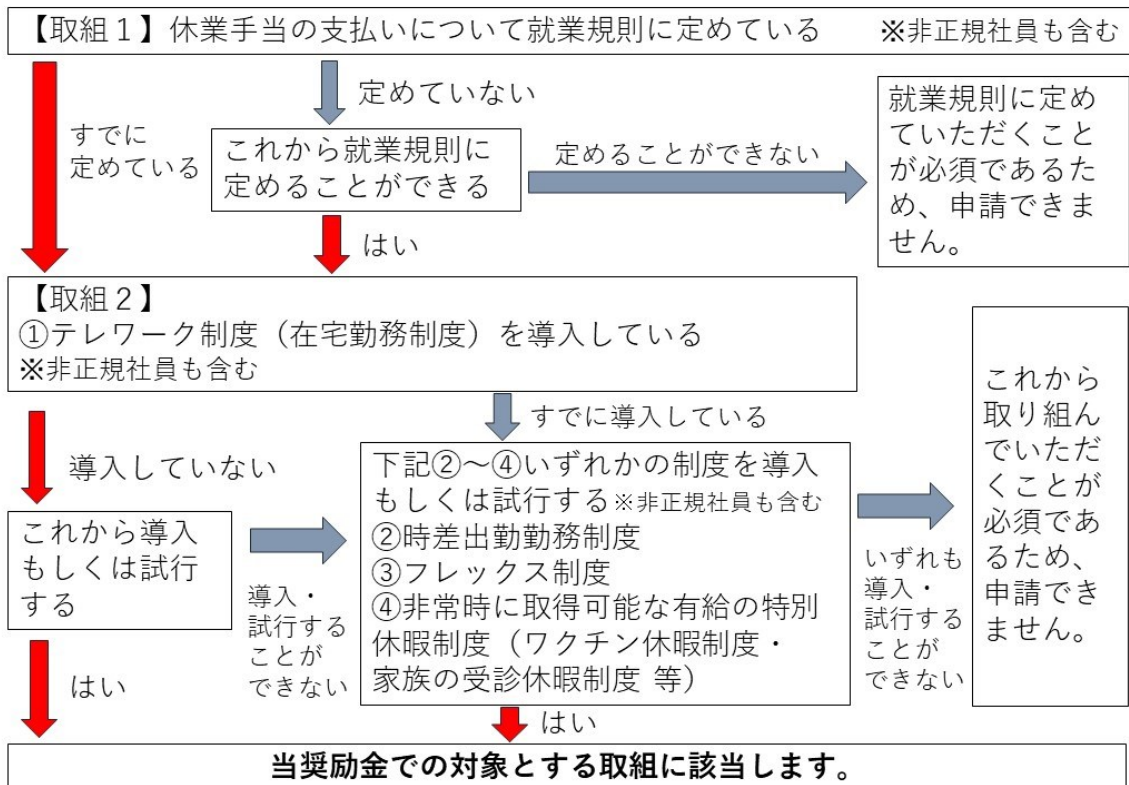 【取組１】休業手当の支払いについて就業規則に定めている　※非正規社員も含む
定めていない
すでに
定めている
これから就業規則に
定めることができる
定めることができない
就業規則に定め
ていただくこと
が必須であるた
め、申請できま
せん。
はい
【取組２】
①テレワーク制度（在宅勤務制度）を導入している
※非正規社員も含む
すでに導入している
導入していない
これから導入
もしくは試行
する
導入・
試行する
ことが
できない
下記②～④いずれかの制度を導入
もしくは試行する※非正規社員も含む
②時差出勤勤務制度
③フレックス制度
④非常時に取得可能な有給の特別
休暇制度（ワクチン休暇制度・
家族の受診休暇制度 等）
いずれも
導入・
試行する
ことが
できない
これから
取り組ん
でいただ
くことが
必須であ
るため、
申請でき
ません。
はい
はい
当奨励金での対象とする取組に該当します。